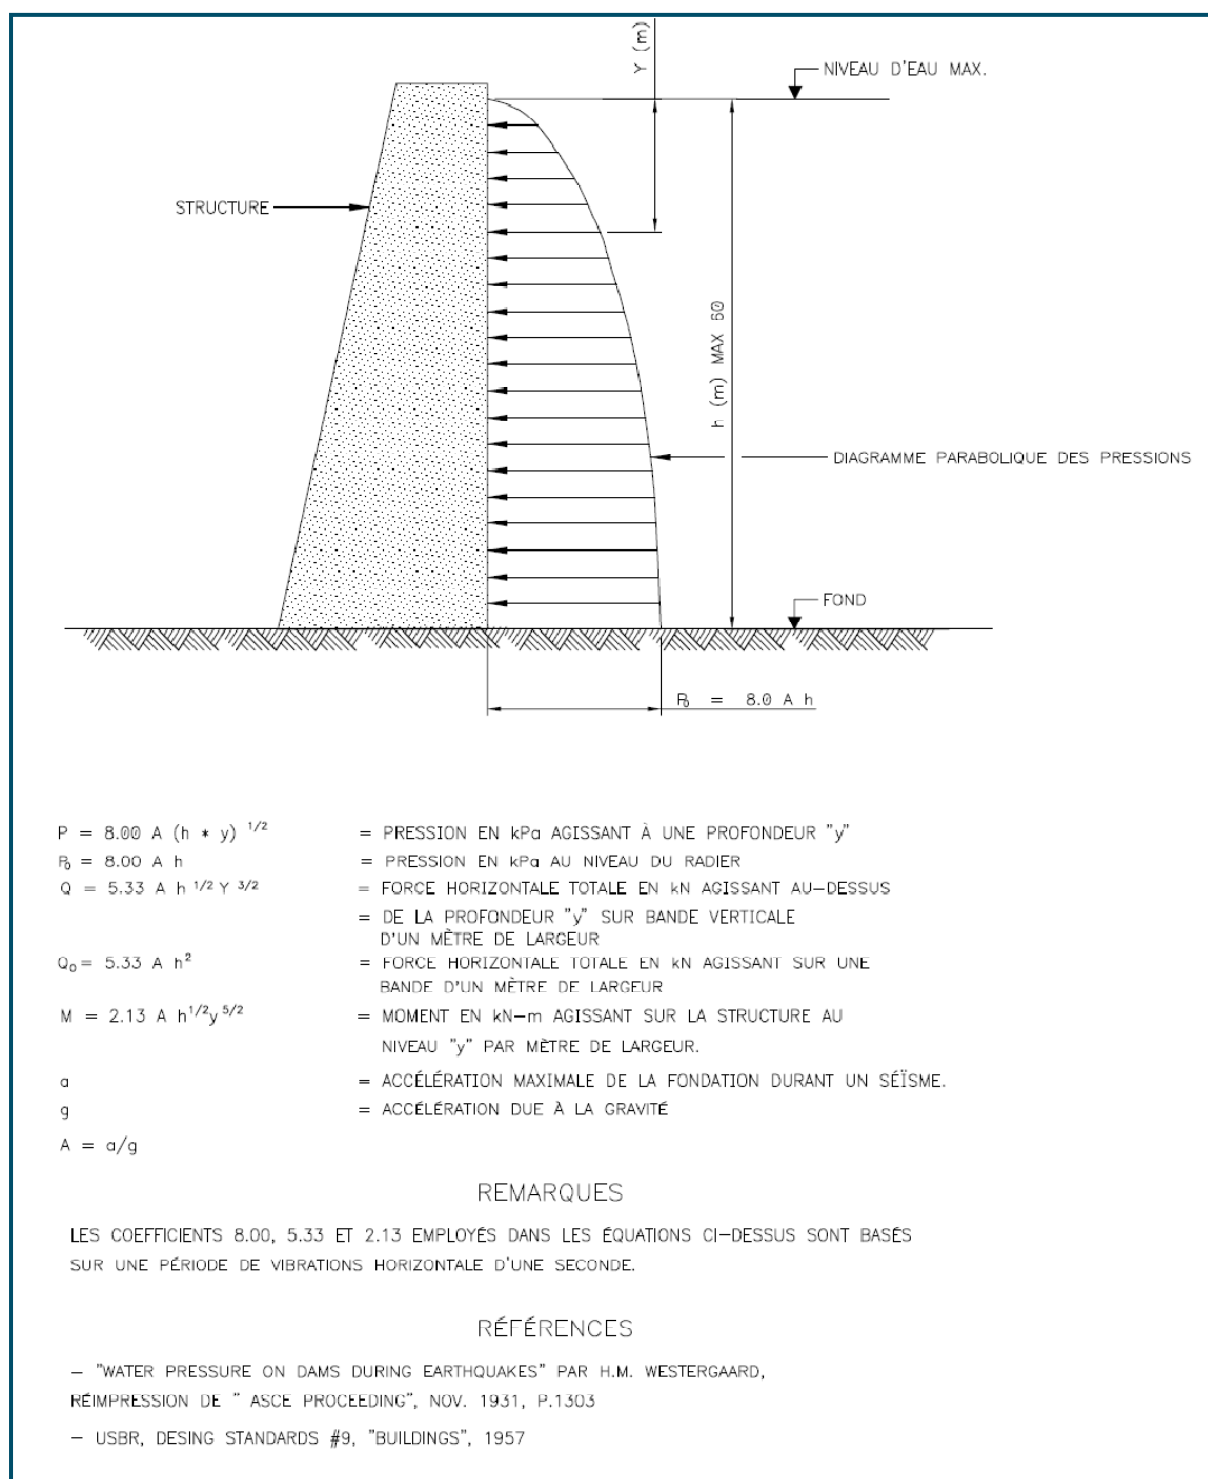 Y (m)
NIVEAU D'EAU MAX.
STRUCTURE
h (m) MAX 60
DIAGRAMME PARABOLIQUE DES PRESSIONS
FOND
P₀ = 8.0 A h
P = 8.00 A (h * y) ^1/2 = PRESSION EN kPa AGISSANT À UNE PROFONDEUR "y"
P₀ = 8.00 A h = PRESSION EN kPa AU NIVEAU DU RADIER
Q = 5.33 A h^1/2 Y^3/2 = FORCE HORIZONTALE TOTALE EN kN AGISSANT AU-DESSUS
= DE LA PROFONDEUR "y" SUR BANDE VERTICALE
D'UN MÈTRE DE LARGEUR
Q₀ = 5.33 A h² = FORCE HORIZONTALE TOTALE EN kN AGISSANT SUR UNE
BANDE D'UN MÈTRE DE LARGEUR
M = 2.13 A h^1/2 y^5/2 = MOMENT EN kN-m AGISSANT SUR LA STRUCTURE AU
NIVEAU "y" PAR MÈTRE DE LARGEUR.
a = ACCÉLÉRATION MAXIMALE DE LA FONDATION DURANT UN SÉÏSME.
g = ACCÉLÉRATION DUE À LA GRAVITÉ
A = a/g
REMARQUES
LES COEFFICIENTS 8.00, 5.33 ET 2.13 EMPLOYÉS DANS LES ÉQUATIONS CI-DESSUS SONT BASÉS
SUR UNE PÉRIODE DE VIBRATIONS HORIZONTALE D'UNE SECONDE.
RÉFÉRENCES
– "WATER PRESSURE ON DAMS DURING EARTHQUAKES" PAR H.M. WESTERGAARD,
RÉIMPRESSION DE " ASCE PROCEEDING", NOV. 1931, P.1303
– USBR, DESING STANDARDS #9, "BUILDINGS", 1957